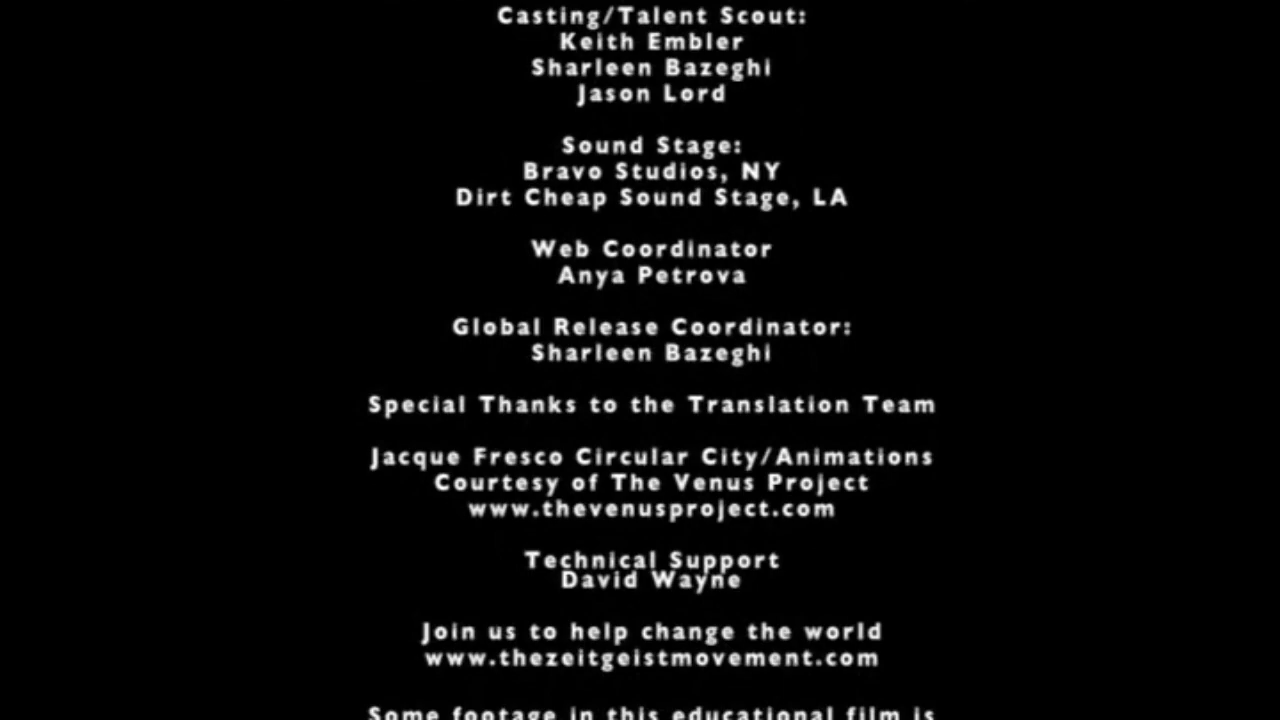 Casting/Talent Scout:
Keith Embler
Sharleen Bazeghi
Jason Lord
Sound Stage:
Bravo Studios, NY
Dirt Cheap Sound Stage, LA
Web Coordinator
Anya Petrova
Global Release Coordinator:
Sharleen Bazeghi
Special Thanks to the Translation Team
Jacque Fresco Circular City/Animations
Courtesy of The Venus Project
www.thevenusproject.com
Technical Support
David Wayne
Join us to help change the world
www.thezeitgeistmovement.com
Some footage in this educational film is